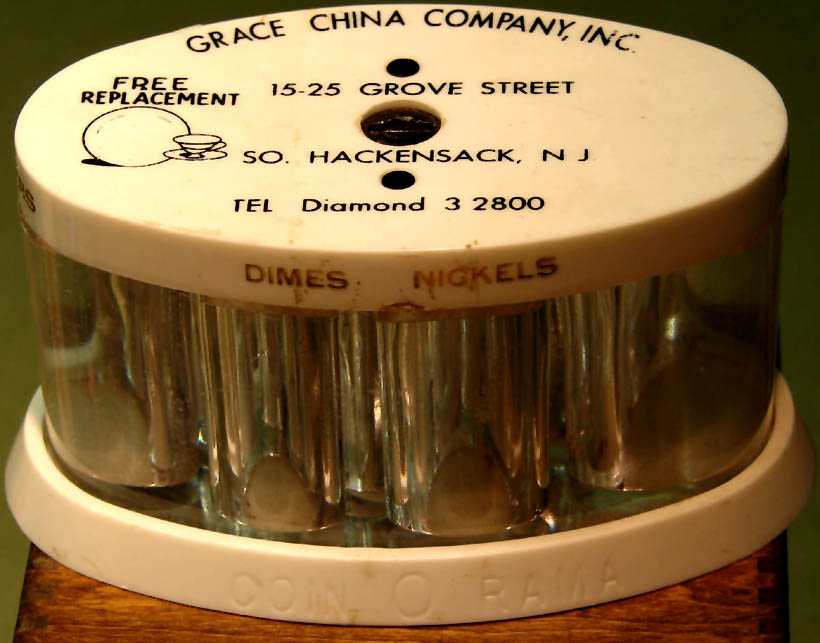 GRACE CHINA COMPANY, INC.
FREE
REPLACEMENT
15-25 GROVE STREET
SO. HACKENSACK, N J
TEL Diamond 3 2800
DIMES NICKELS
COIN O RAMA